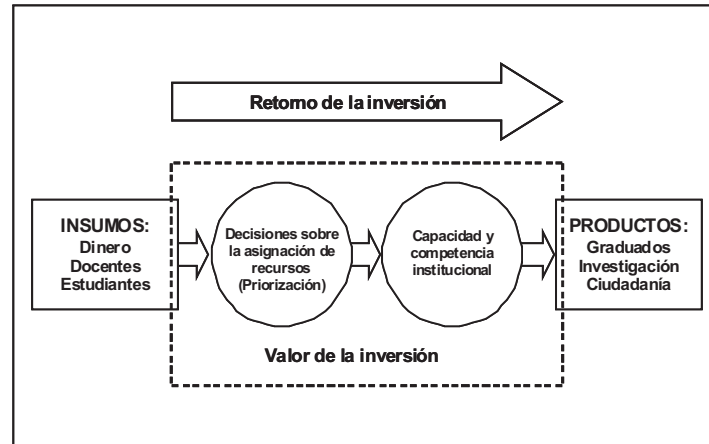 Retorno de la inversión
INSUMOS:
Dinero
Docentes
Estudiantes
Decisiones sobre
la asignación de
recursos
(Priorización)
Capacidad y
competencia
institucional
PRODUCTOS:
Graduados
Investigación
Ciudadanía
Valor de la inversión